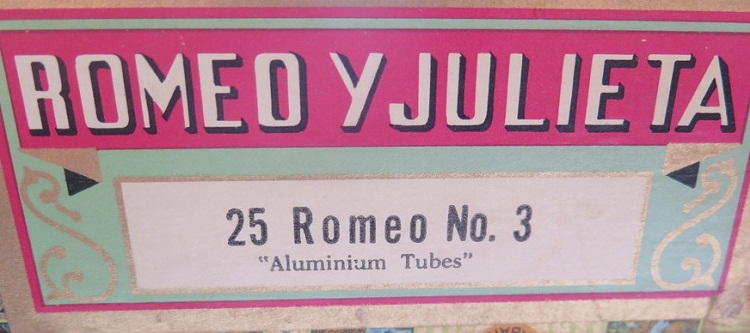 ROMEO Y JULIETA
25 Romeo No. 3
"Aluminium Tubes"